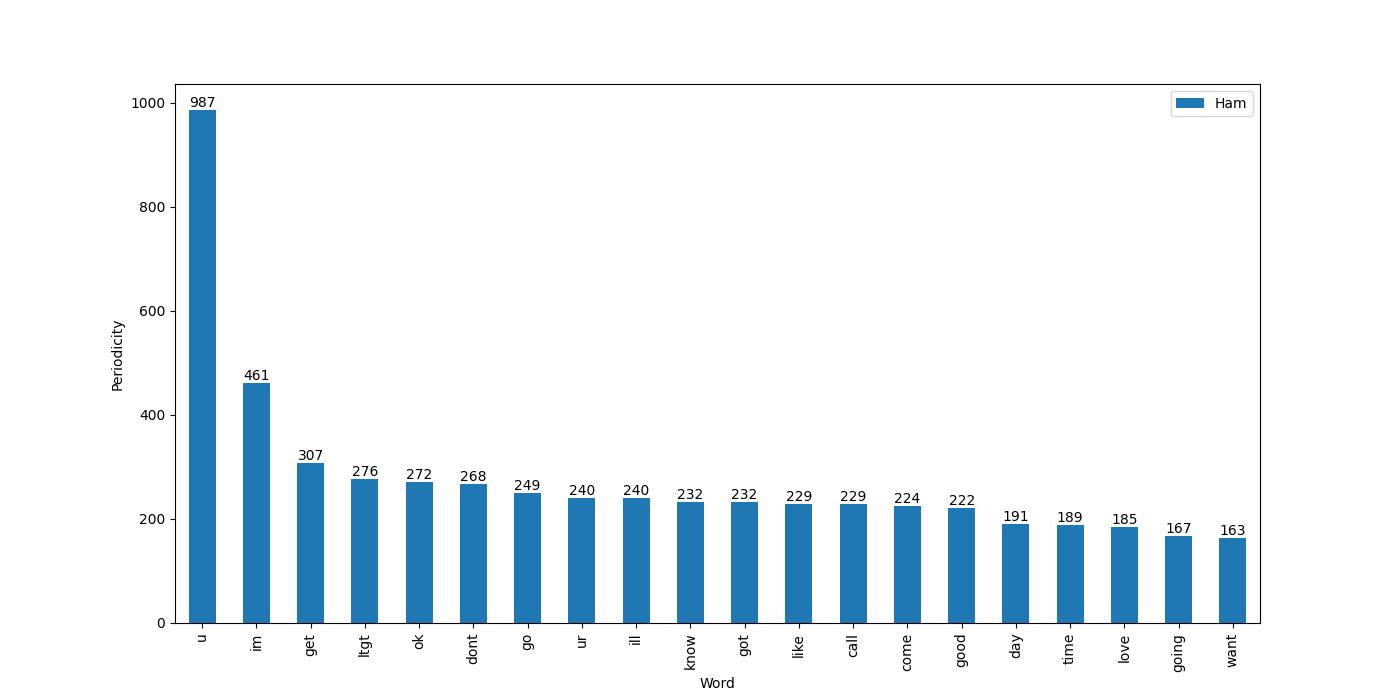 Ham
Periodicity
1000
800
600
400
200
0
987
461
307
276
272
268
249
240
240
232
232
229
229
224
222
191
189
185
167
163
u
im
get
ltgt
ok
dont
go
ur
ill
know
got
like
call
come
good
day
time
love
going
want
Word